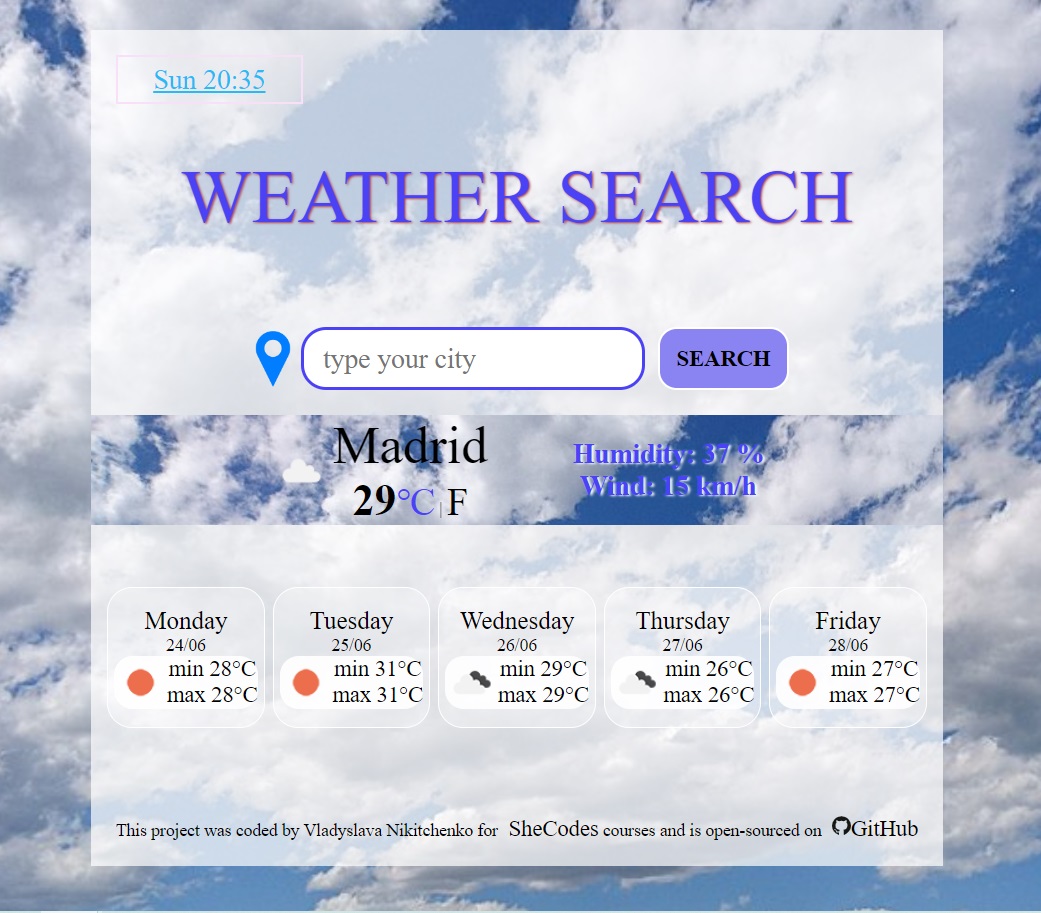 Sun 20:35
WEATHER SEARCH
type your city
SEARCH
Madrid
29°C | F
Humidity: 37 %
Wind: 15 km/h
Monday
24/06
min 28°C
max 28°C
Tuesday
25/06
min 31°C
max 31°C
Wednesday
26/06
min 29°C
max 29°C
Thursday
27/06
min 26°C
max 26°C
Friday
28/06
min 27°C
max 27°C
This project was coded by Vladyslava Nikitchenko for SheCodes courses and is open-sourced on GitHub